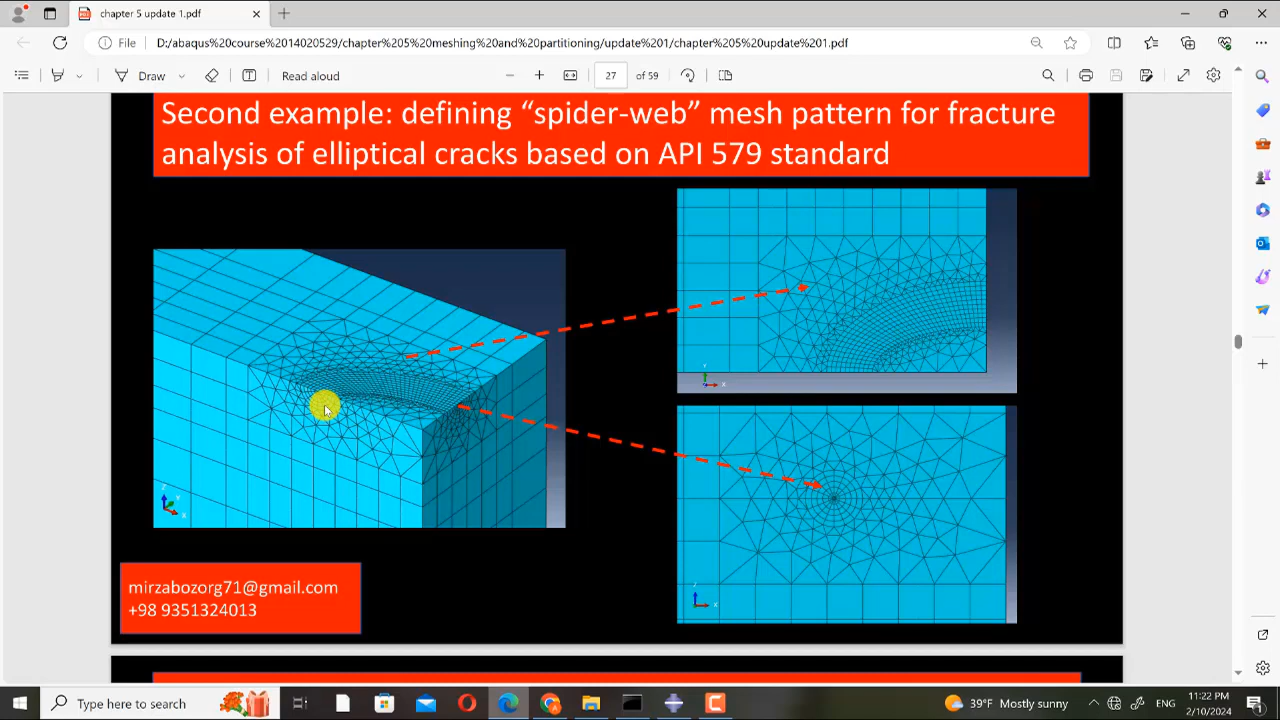 chapter 5 update 1.pdf
File
D:/abaqus%20course%2014020529/chapter%205%20meshing%20and%20partitioning/update%201/chapter%205%20update%201.pdf
Draw
Read aloud
27
of 59
Second example: defining “spider-web” mesh pattern for fracture
analysis of elliptical cracks based on API 579 standard
Z
Y
X
Y
X
Z
X
mirzabozorg71@gmail.com
+98 9351324013
Type here to search
39°F Mostly sunny
ENG
11:22 PM
2/10/2024